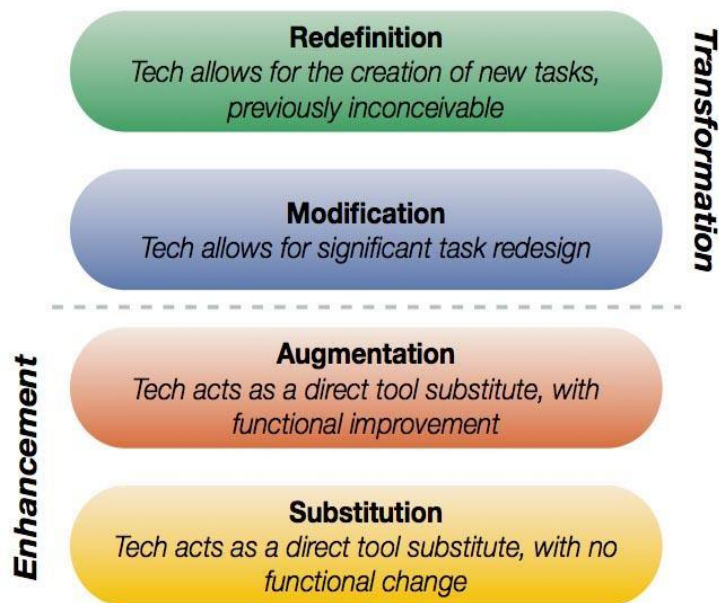 Redefinition
Tech allows for the creation of new tasks,
previously inconceivable
Modification
Tech allows for significant task redesign
Transformation
Augmentation
Tech acts as a direct tool substitute, with
functional improvement
Substitution
Tech acts as a direct tool substitute, with no
functional change
Enhancement